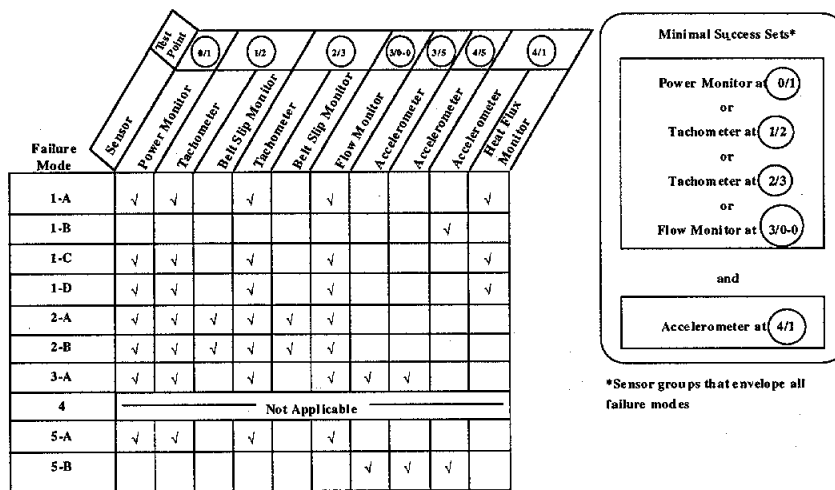 Test Point 0/1 1/2 2/3 3/0-0 3/5 4/5 4/1
Sensor
Power Monitor
Tachometer
Belt Slip Monitor
Tachometer
Belt Slip Monitor
Flow Monitor
Accelerometer
Accelerometer
Accelerometer
Heat Flux Monitor
Failure Mode
1-A √ √ √ √ √
1-B √
1-C √ √ √ √ √
1-D √ √ √ √ √
2-A √ √ √ √ √ √
2-B √ √ √ √ √ √
3-A √ √ √ √ √ √
4 Not Applicable
5-A √ √ √ √
5-B √ √ √
Minimal Success Sets*
Power Monitor at 0/1
or
Tachometer at 1/2
or
Tachometer at 2/3
or
Flow Monitor at 3/0-0
and
Accelerometer at 4/1
*Sensor groups that envelope all
failure modes